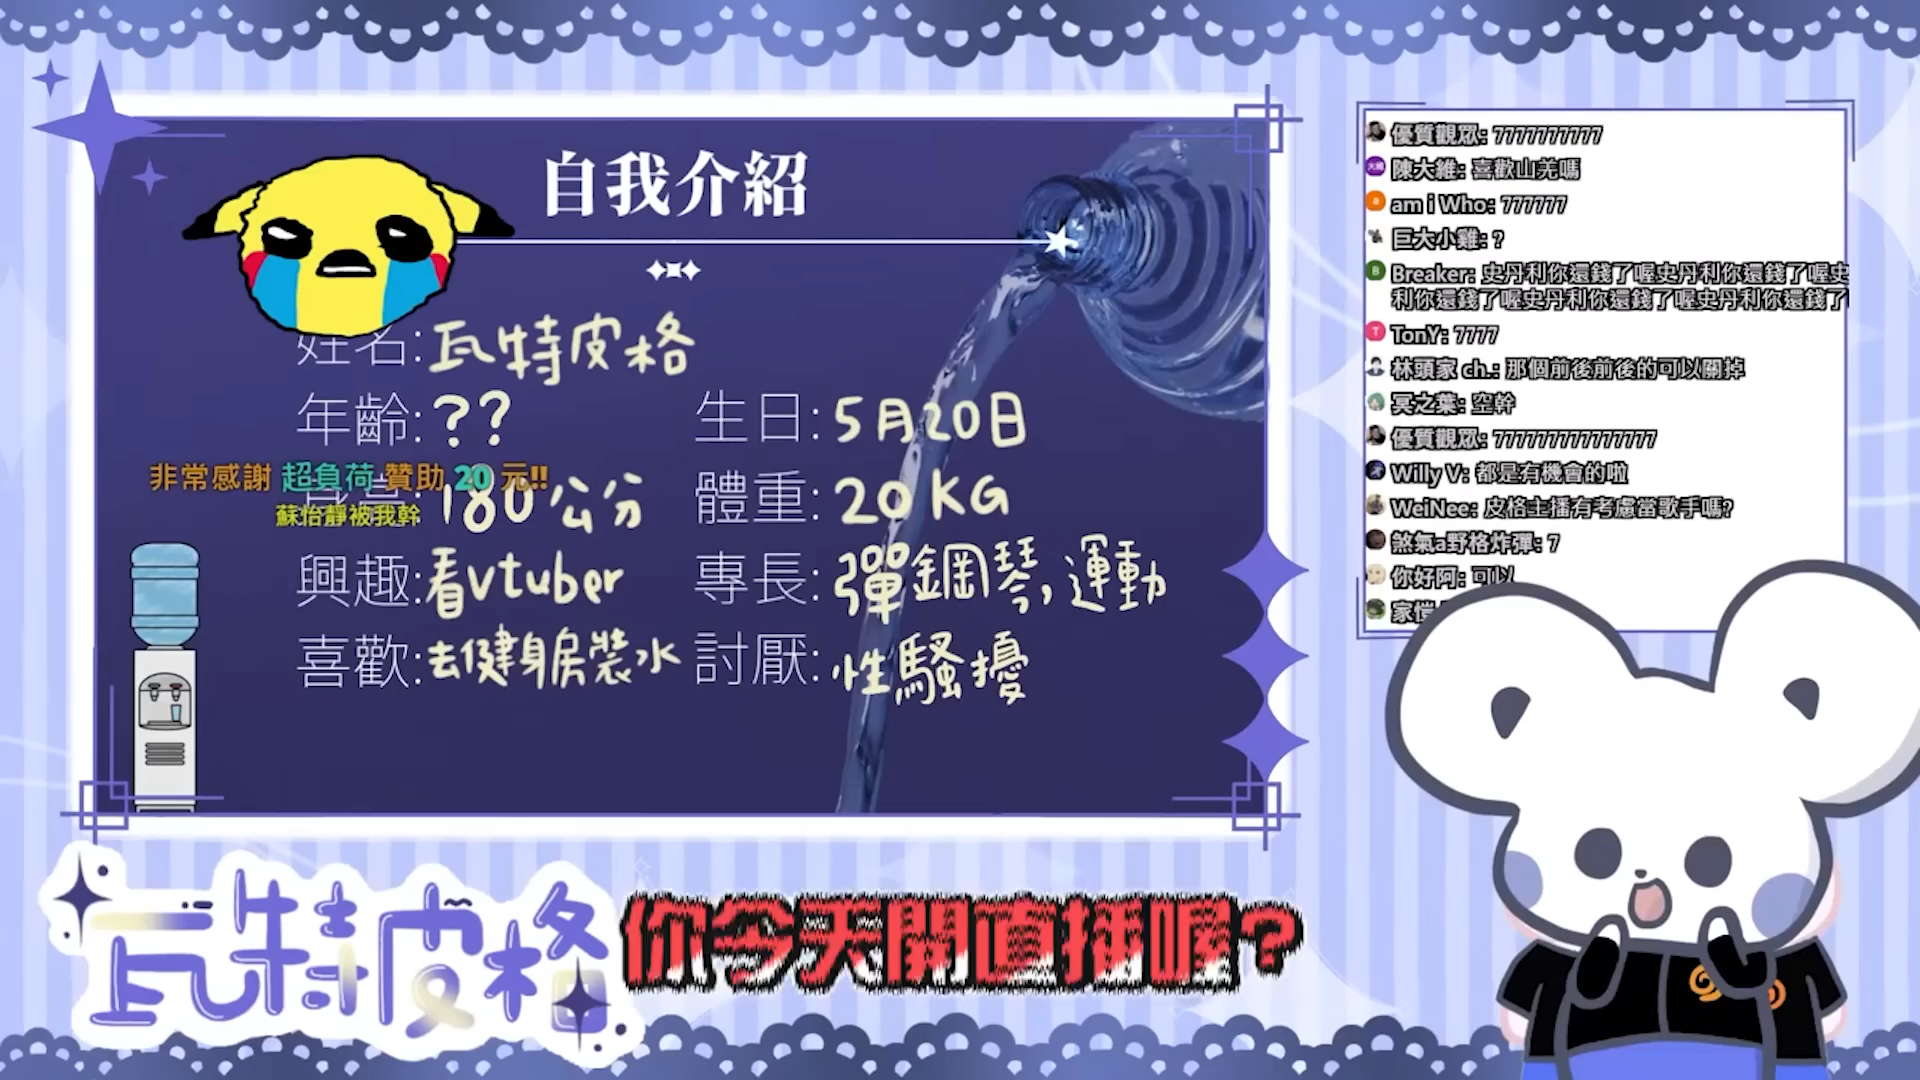 自我介紹
姓名:瓦特皮格
年齡:??
生日:5月20日
非常感謝 超負荷 贊助 20 元!!
蘇怡靜被我幹
身高:180公分
體重:20KG
興趣:看vtuber
專長:彈鋼琴,運動
喜歡:去健身房裝水
討厭:性騷擾
優質觀眾: 7777777777
陳大維: 喜歡山羌嗎
am i Who: 777777
巨大小雞: ?
Breaker: 史丹利你還錢了喔史丹利你還錢了喔史
利你還錢了喔史丹利你還錢了喔史丹利你還錢了
TonY: 7777
林頭家 ch.: 那個前後前後的可以關掉
冥之葉: 空幹
優質觀眾: 777777777777777
Willy V: 都是有機會的啦
WeiNee: 皮格主播有考慮當歌手嗎?
煞氣a野格炸彈: 7
你好阿: 可以
家愷
瓦特皮格
你今天開直播喔?